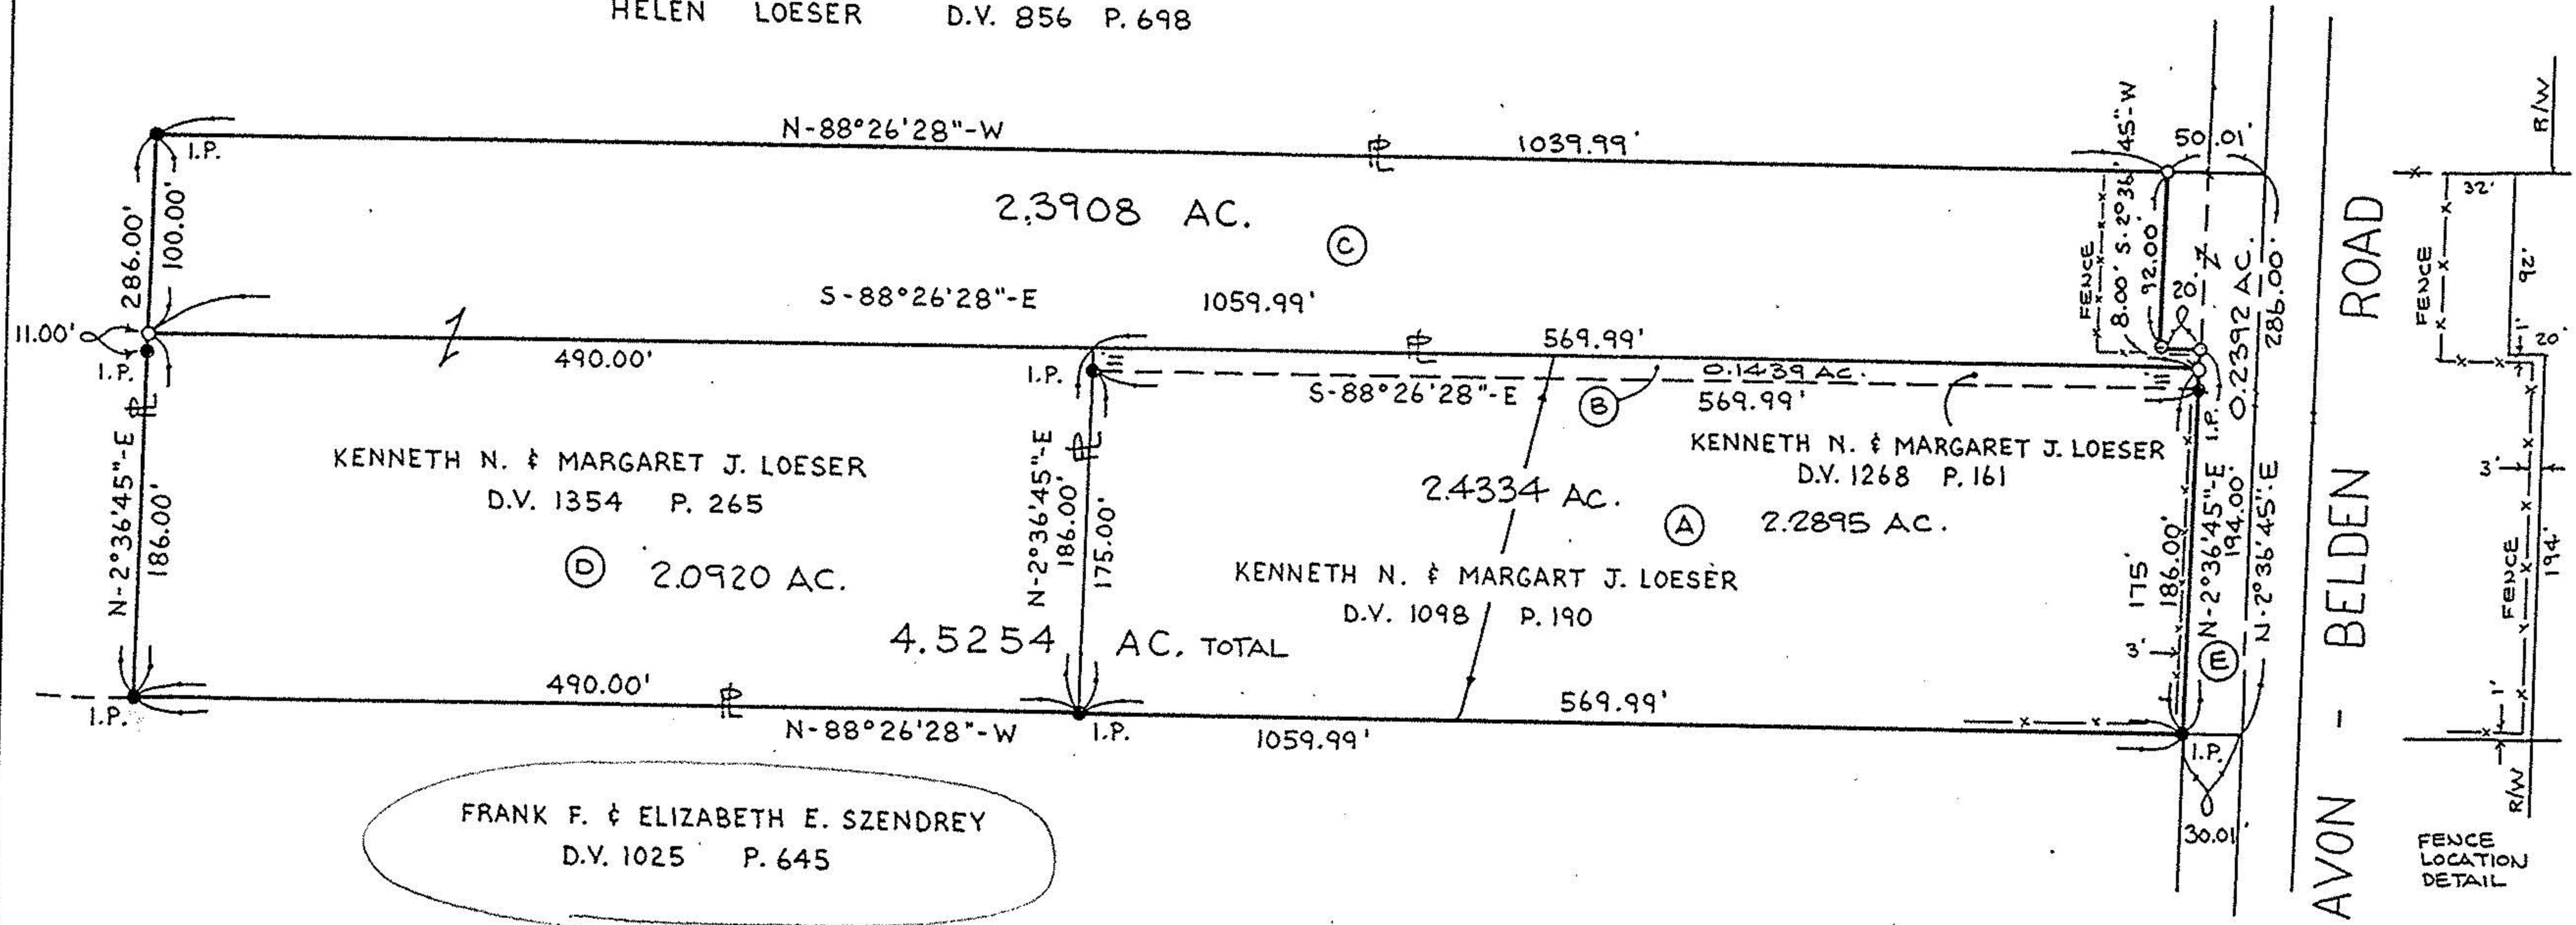 HELEN LOESER D.V. 856 P. 698
N-88°26'28"-W
1039.99'
50.01'
I.P.
286.00'
100.00'
2.3908 AC.
C
FENCE
8.00' S-2°36'45"-W
92.00'
20'
0.2392 AC.
286.00'
S-88°26'28"-E
1059.99'
11.00'
I.P.
490.00'
569.99'
I.P.
11'
S-88°26'28"-E
0.1439 AC.
569.99'
11'
B
I.P.
N-2°36'45"-E
186.00'
KENNETH N. & MARGARET J. LOESER
D.V. 1354 P. 265
D
2.0920 AC.
N-2°36'45"-E
186.00'
175.00'
KENNETH N. & MARGARET J. LOESER
D.V. 1268 P. 161
2.4334 AC.
A
2.2895 AC.
KENNETH N. & MARGART J. LOESER
D.V. 1098 P. 190
175'
186.00'
N-2°36'45"-E
194.00'
N-2°36'45"-E
3'
E
4.5254 AC. TOTAL
490.00'
569.99'
I.P.
N-88°26'28"-W
I.P.
1059.99'
I.P.
30.01'
FRANK F. & ELIZABETH E. SZENDREY
D.V. 1025 P. 645
AVON - BELDEN ROAD
R/W
32'
FENCE
92'
1'
20'
3'
FENCE
194'
1'
R/W
FENCE
LOCATION
DETAIL